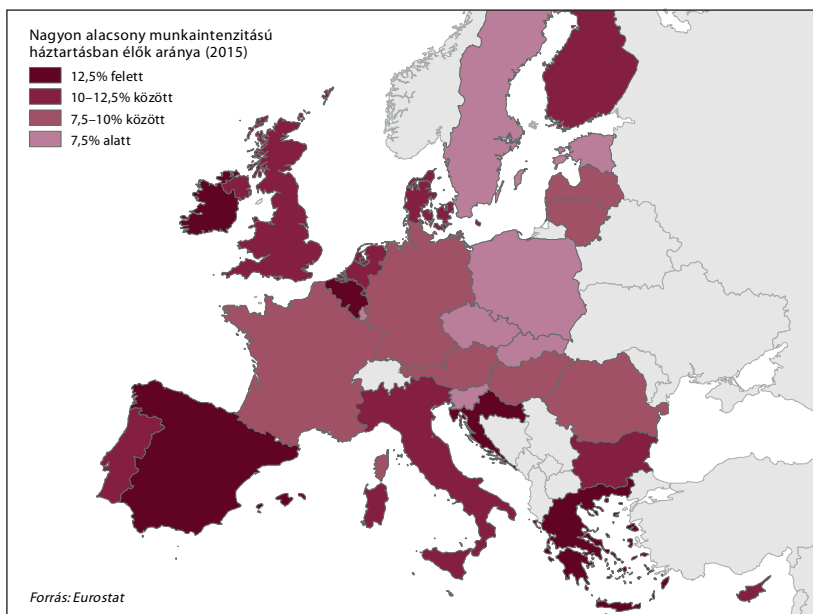 Nagyon alacsony munkaintenzitású
háztartásban élők aránya (2015)
12,5% felett
10–12,5% között
7,5–10% között
7,5% alatt
Forrás: Eurostat